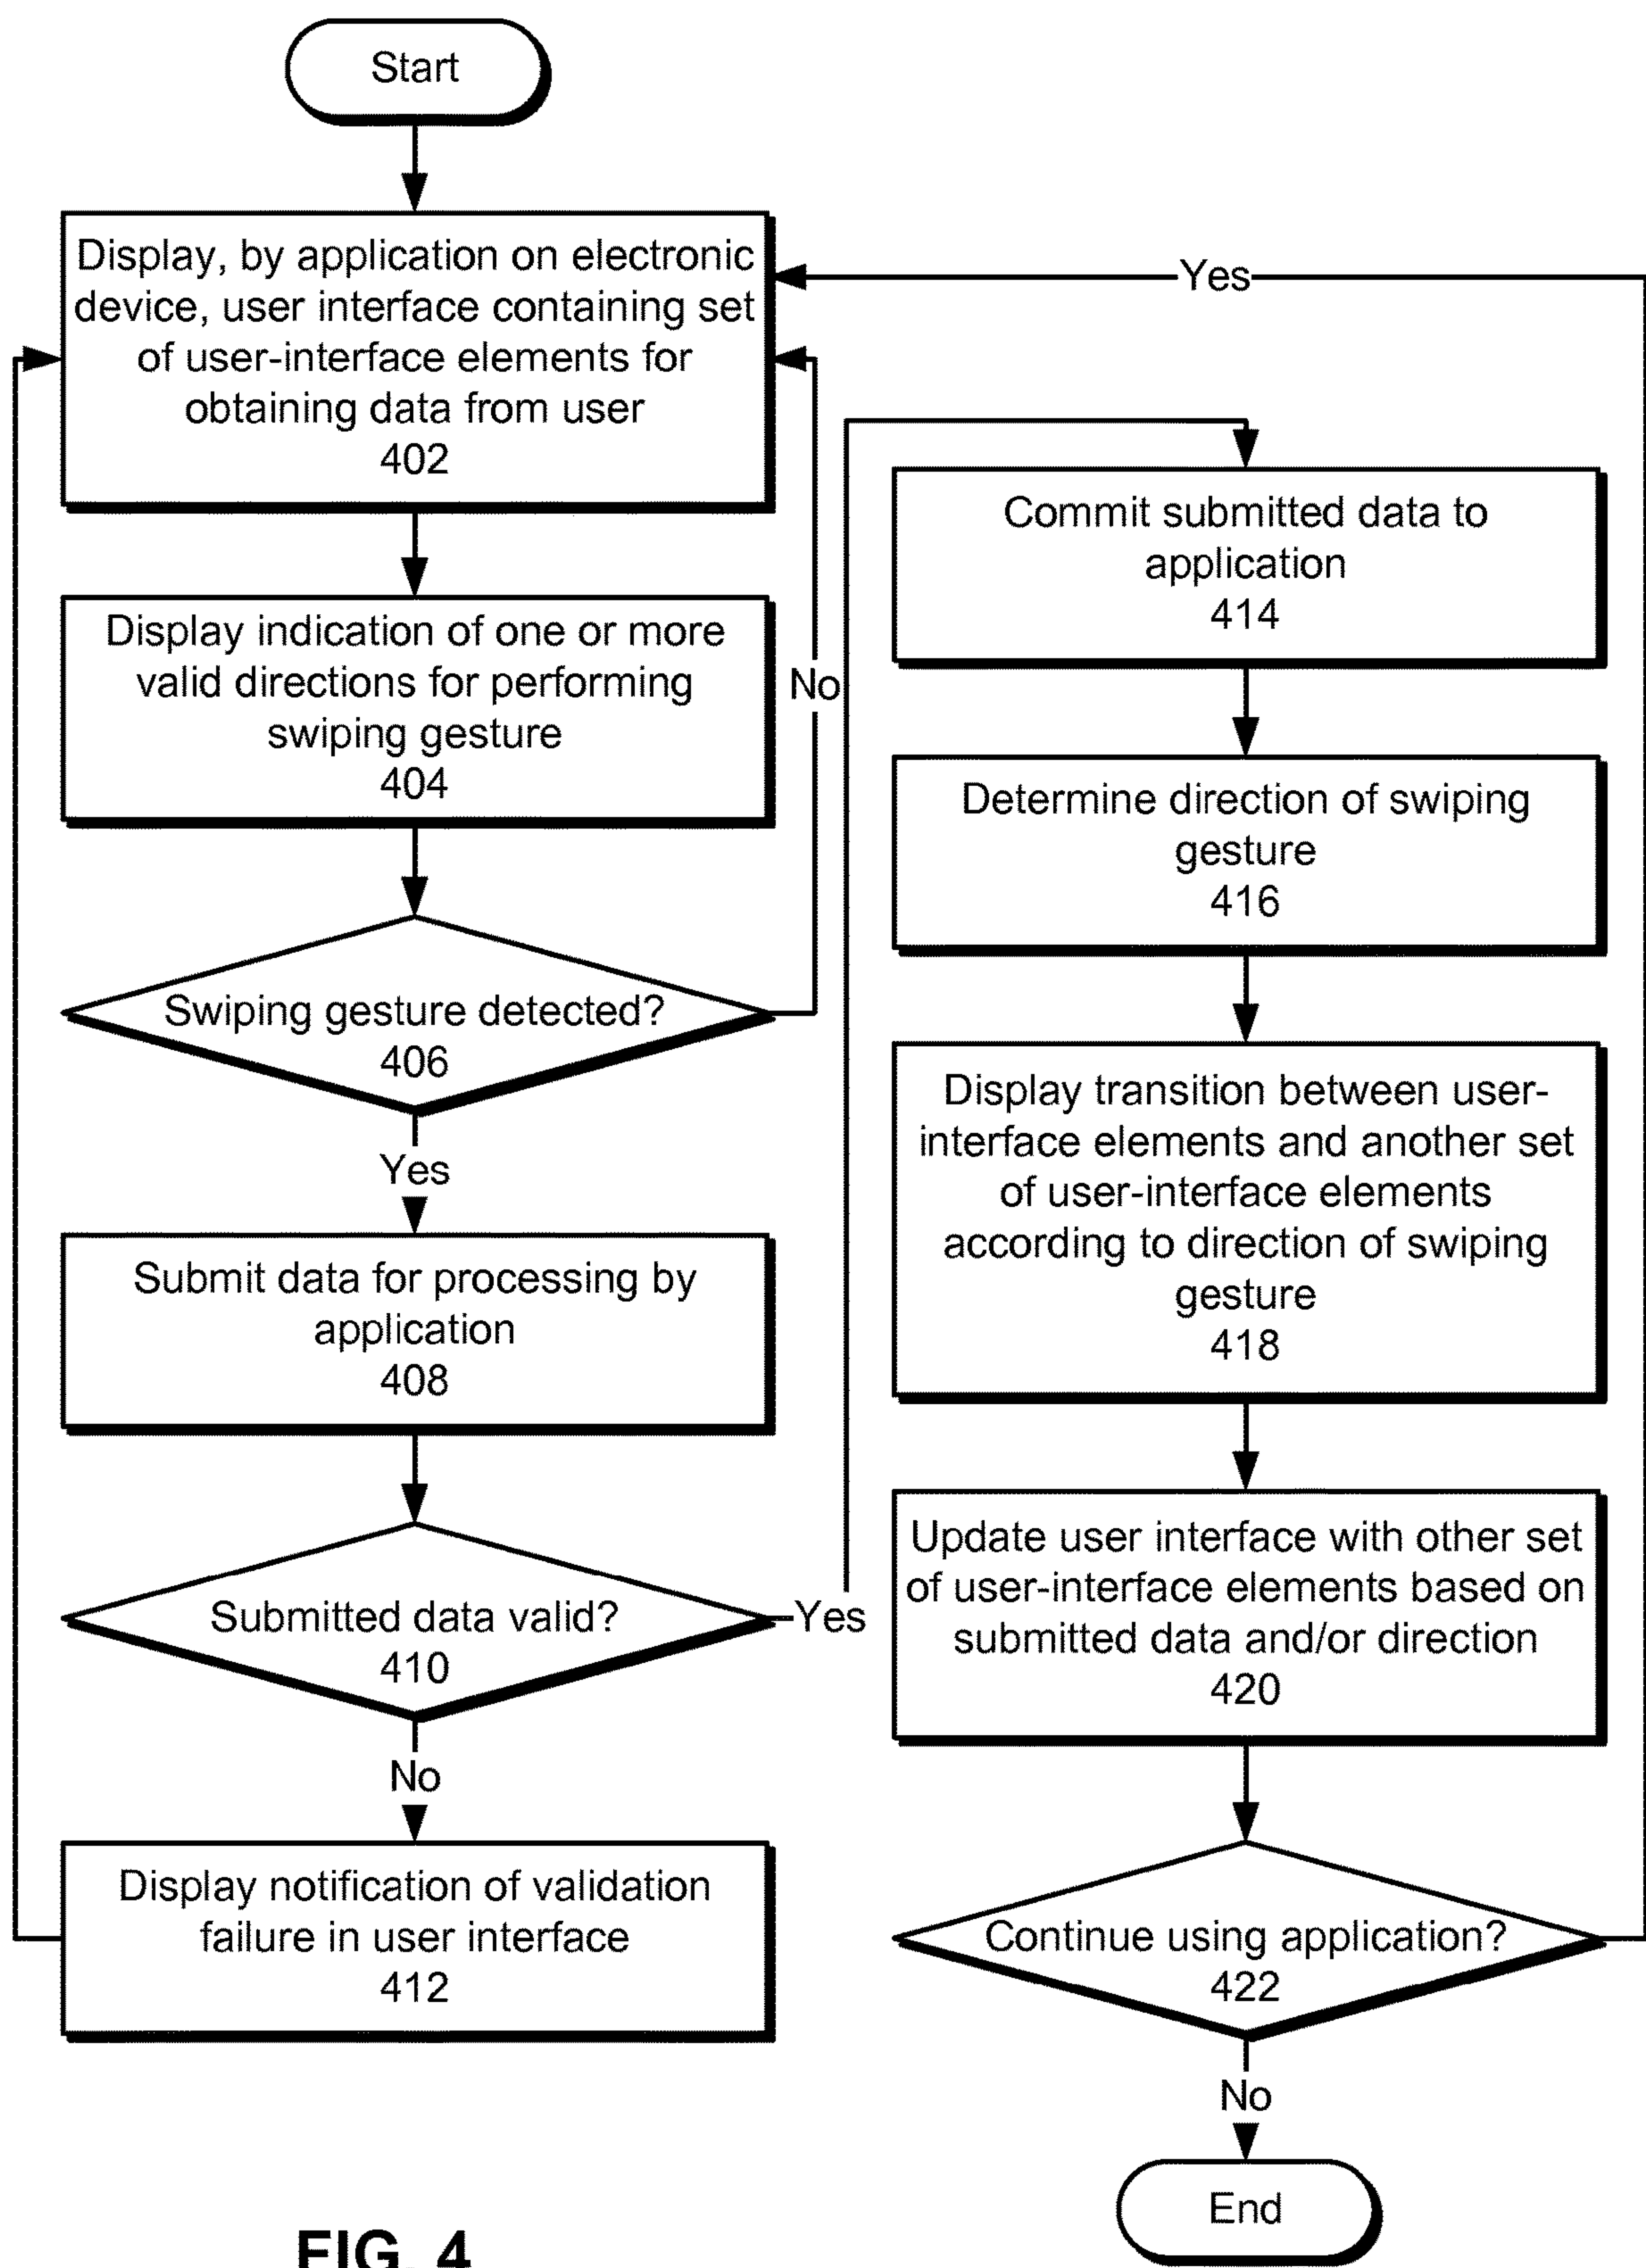 Start
Display, by application on electronic
device, user interface containing set
of user-interface elements for
obtaining data from user
402
Display indication of one or more
valid directions for performing
swiping gesture
404
No
Swiping gesture detected?
406
Yes
Submit data for processing by
application
408
Submitted data valid?
410
Yes
No
Display notification of validation
failure in user interface
412
Commit submitted data to
application
414
Determine direction of swiping
gesture
416
Display transition between user-
interface elements and another set
of user-interface elements
according to direction of swiping
gesture
418
Update user interface with other set
of user-interface elements based on
submitted data and/or direction
420
Continue using application?
422
Yes
No
End
FIG. 4